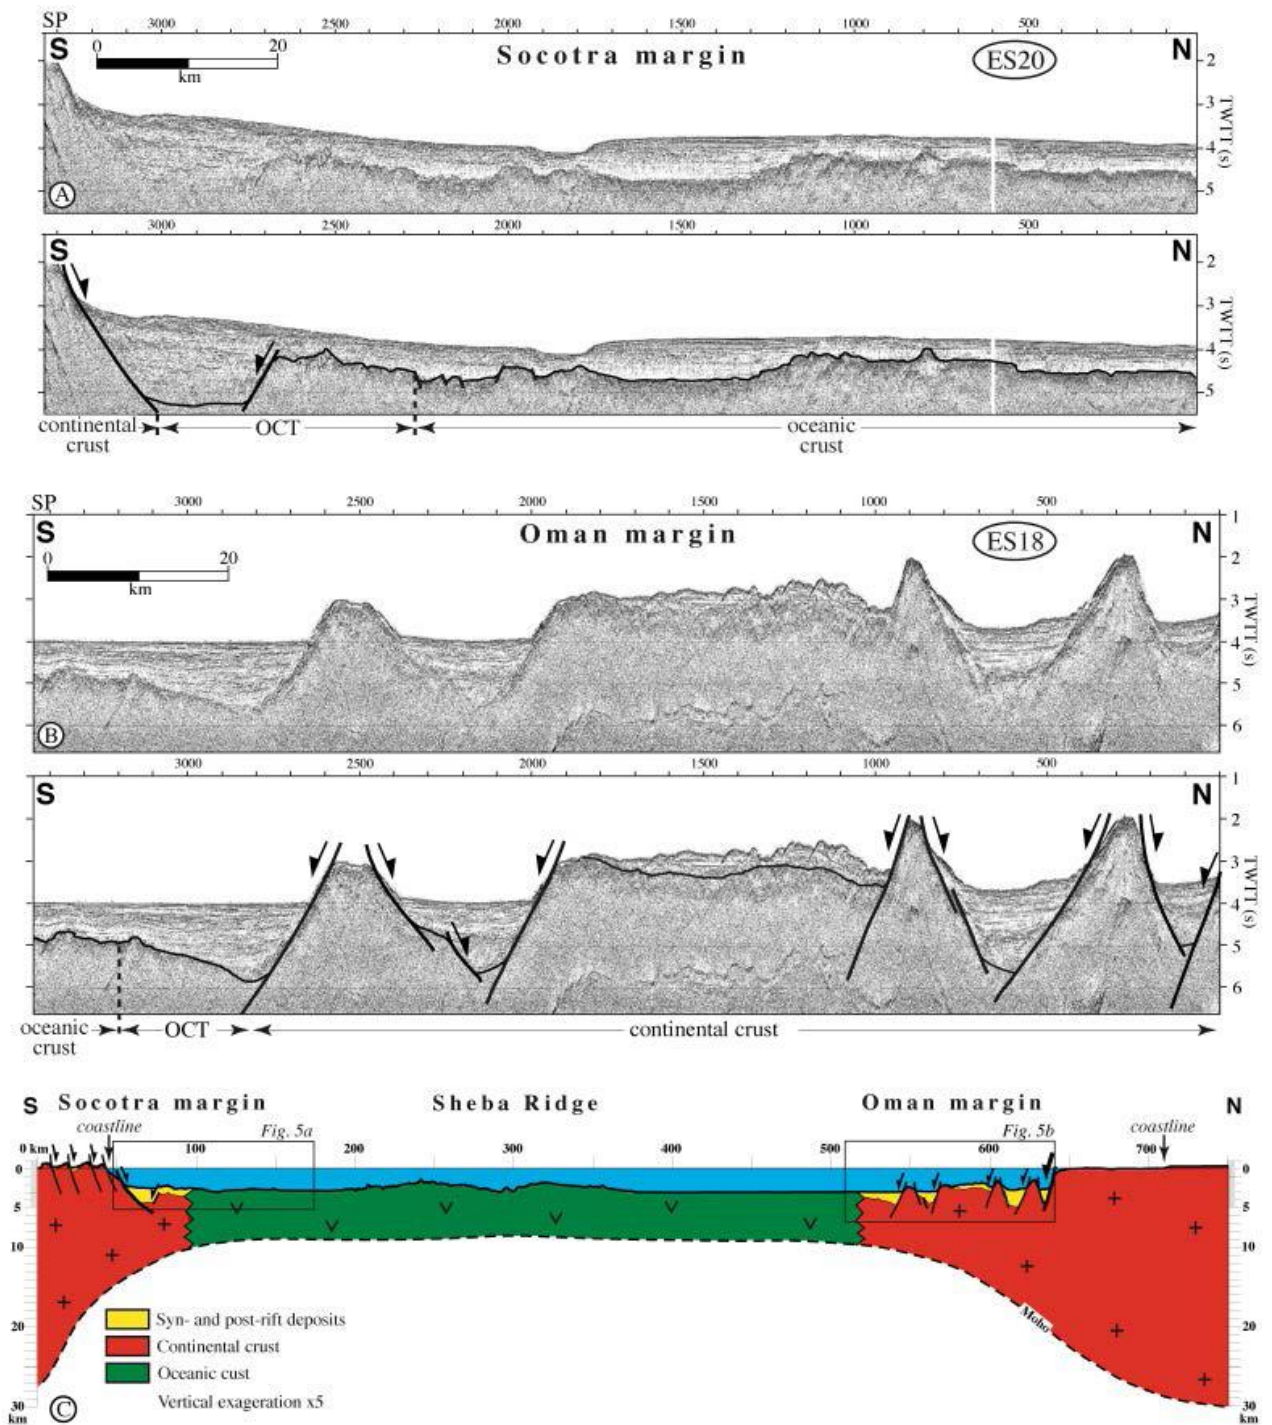 SP 3000 2500 2000 1500 1000 500
S 0 20 km Socotra margin ES20 N
2
3
4
5
TWTT (s)
A
3000 2500 2000 1500 1000 500
S N
2
3
4
5
TWTT (s)
continental crust OCT oceanic crust
SP 3000 2500 2000 1500 1000 500
S Oman margin ES18 N
0 20
km
1
2
3
4
5
6
TWTT (s)
B
3000 2500 2000 1500 1000 500
S N
1
2
3
4
5
6
TWTT (s)
oceanic crust OCT continental crust
S Socotra margin Sheba Ridge Oman margin N
coastline Fig. 5a Fig. 5b coastline
0 km 100 200 300 400 500 600 700
0 0
5 5
10 10
20 20
30 30
km km
Moho
Syn- and post-rift deposits
Continental crust
Oceanic cust
Vertical exageration x5
C